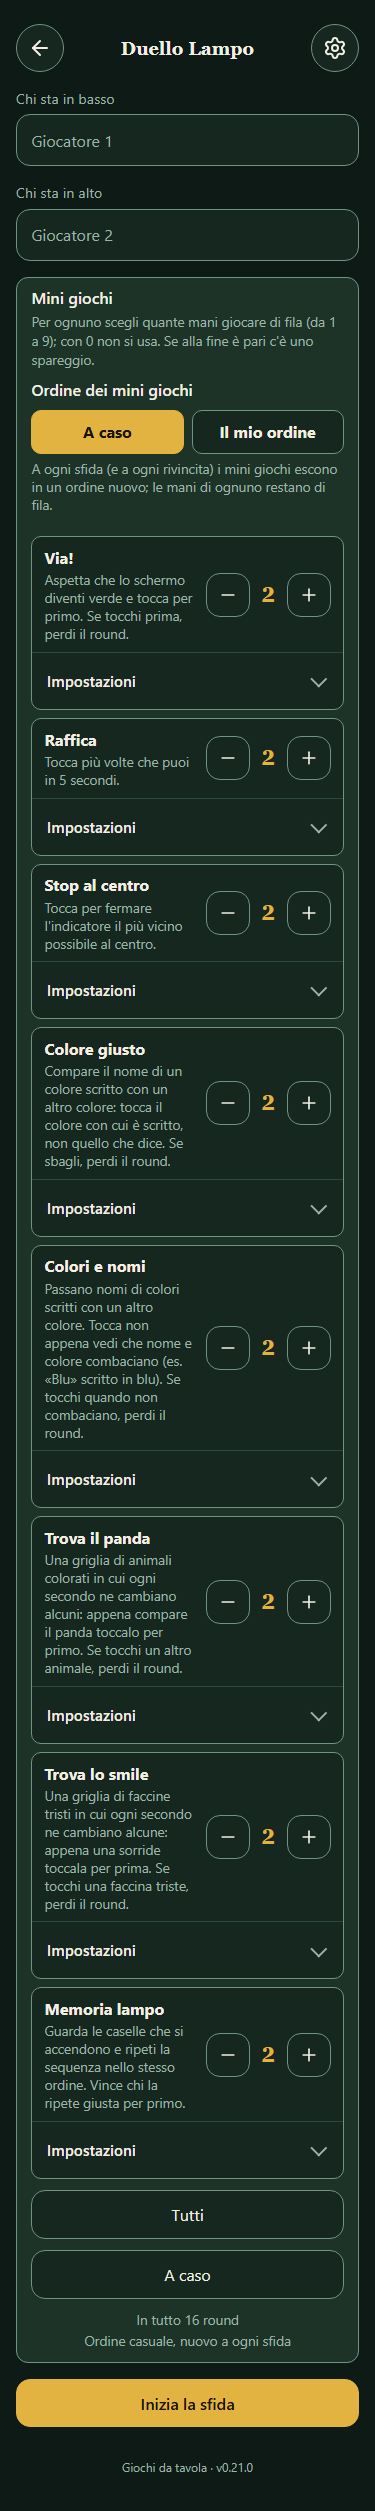 Duello Lampo
Chi sta in basso
Giocatore 1
Chi sta in alto
Giocatore 2
Mini giochi
Per ognuno scegli quante mani giocare di fila (da 1
a 9); con 0 non si usa. Se alla fine è pari c'è uno
spareggio.
Ordine dei mini giochi
A caso
Il mio ordine
A ogni sfida (e a ogni rivincita) i mini giochi escono
in un ordine nuovo; le mani di ognuno restano di
fila.
Via!
Aspetta che lo schermo
diventi verde e tocca per
primo. Se tocchi prima,
perdi il round.
− 2 +
Impostazioni
Raffica
Tocca più volte che puoi
in 5 secondi.
− 2 +
Impostazioni
Stop al centro
Tocca per fermare
l'indicatore il più vicino
possibile al centro.
− 2 +
Impostazioni
Colore giusto
Compare il nome di un
colore scritto con un
altro colore: tocca il
colore con cui è scritto,
non quello che dice. Se
sbagli, perdi il round.
− 2 +
Impostazioni
Colori e nomi
Passano nomi di colori
scritti con un altro
colore. Tocca non
appena vedi che nome e
colore combaciano (es.
«Blu» scritto in blu). Se
tocchi quando non
combaciano, perdi il
round.
− 2 +
Impostazioni
Trova il panda
Una griglia di animali
colorati in cui ogni
secondo ne cambiano
alcuni: appena compare
il panda toccalo per
primo. Se tocchi un altro
animale, perdi il round.
− 2 +
Impostazioni
Trova lo smile
Una griglia di faccine
tristi in cui ogni secondo
ne cambiano alcune:
appena una sorride
toccala per prima. Se
tocchi una faccina triste,
perdi il round.
− 2 +
Impostazioni
Memoria lampo
Guarda le caselle che si
accendono e ripeti la
sequenza nello stesso
ordine. Vince chi la
ripete giusta per primo.
− 2 +
Impostazioni
Tutti
A caso
In tutto 16 round
Ordine casuale, nuovo a ogni sfida
Inizia la sfida
Giochi da tavola · v0.21.0